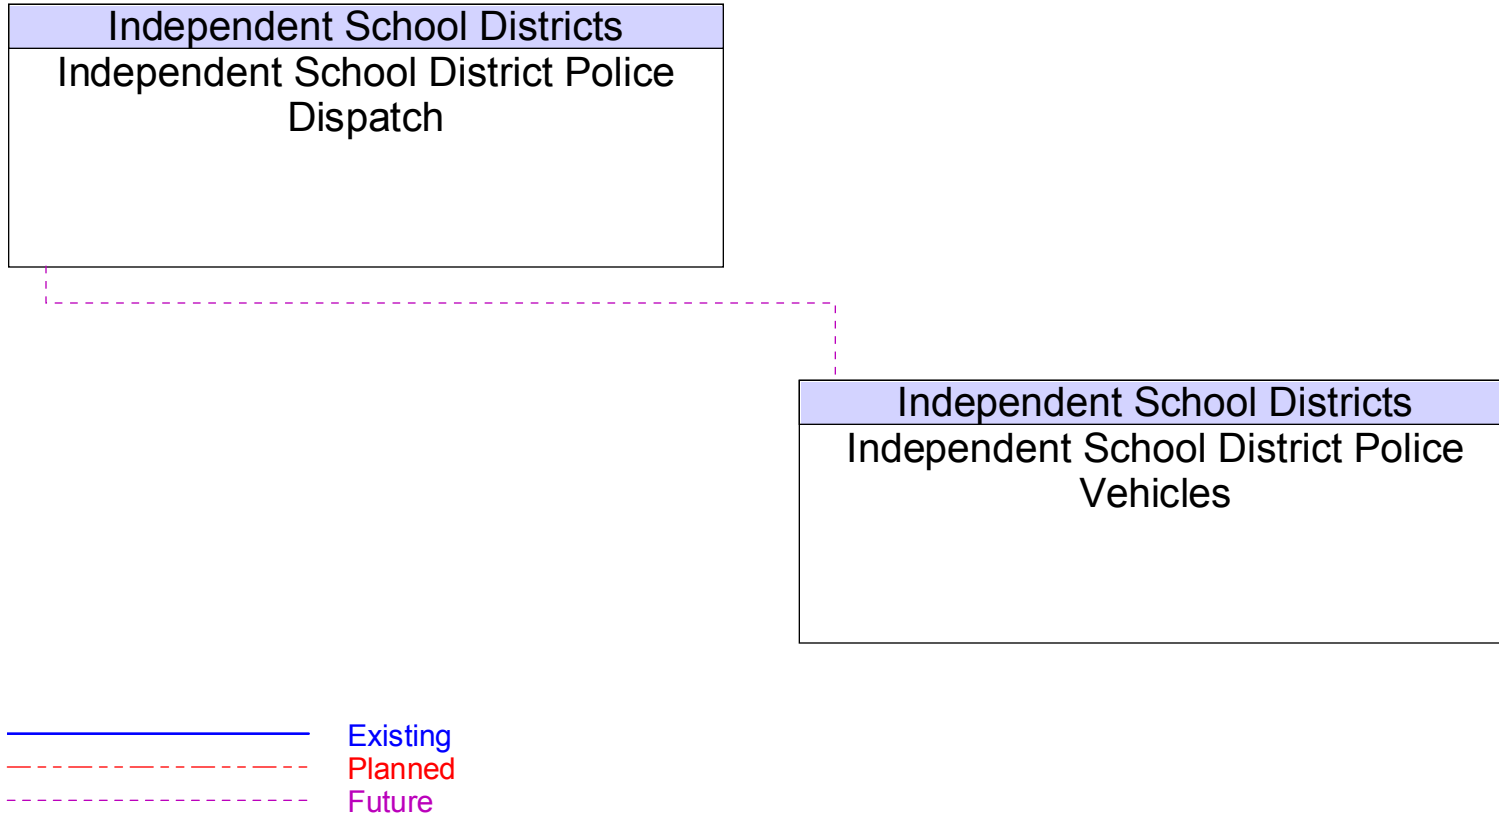 Independent School Districts
Independent School District Police
Dispatch
Independent School Districts
Independent School District Police
Vehicles
Existing
Planned
Future